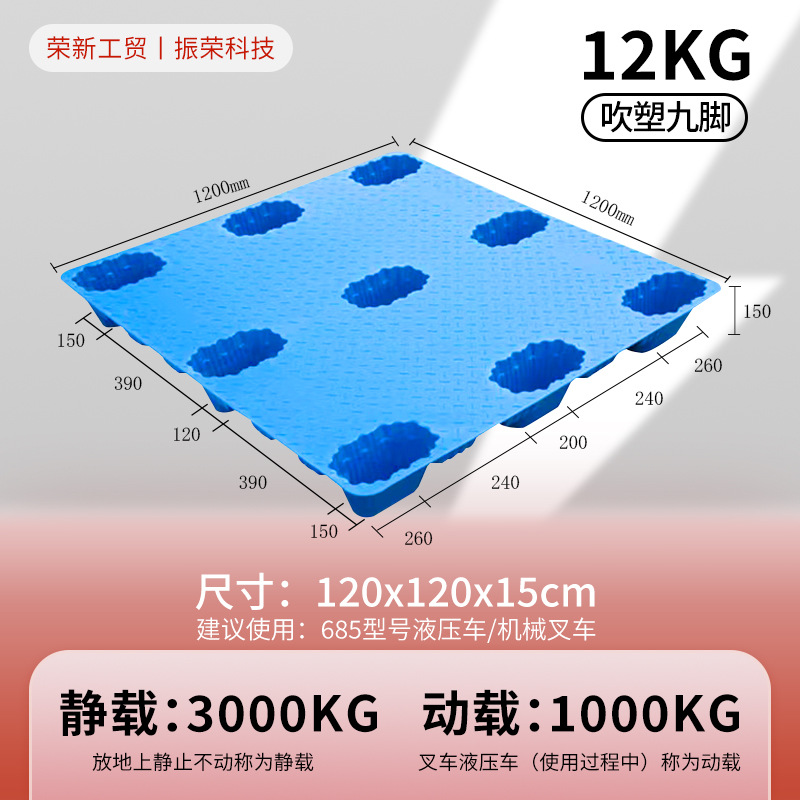 荣新工贸丨振荣科技
12KG
吹塑九脚
1200mm
1200mm
150
150
390
120
390
150
260
240
200
240
260
尺寸：120x120x15cm
建议使用：685型号液压车/机械叉车
静载：3000KG
放地上静止不动称为静载
动载：1000KG
叉车液压车（使用过程中）称为动载